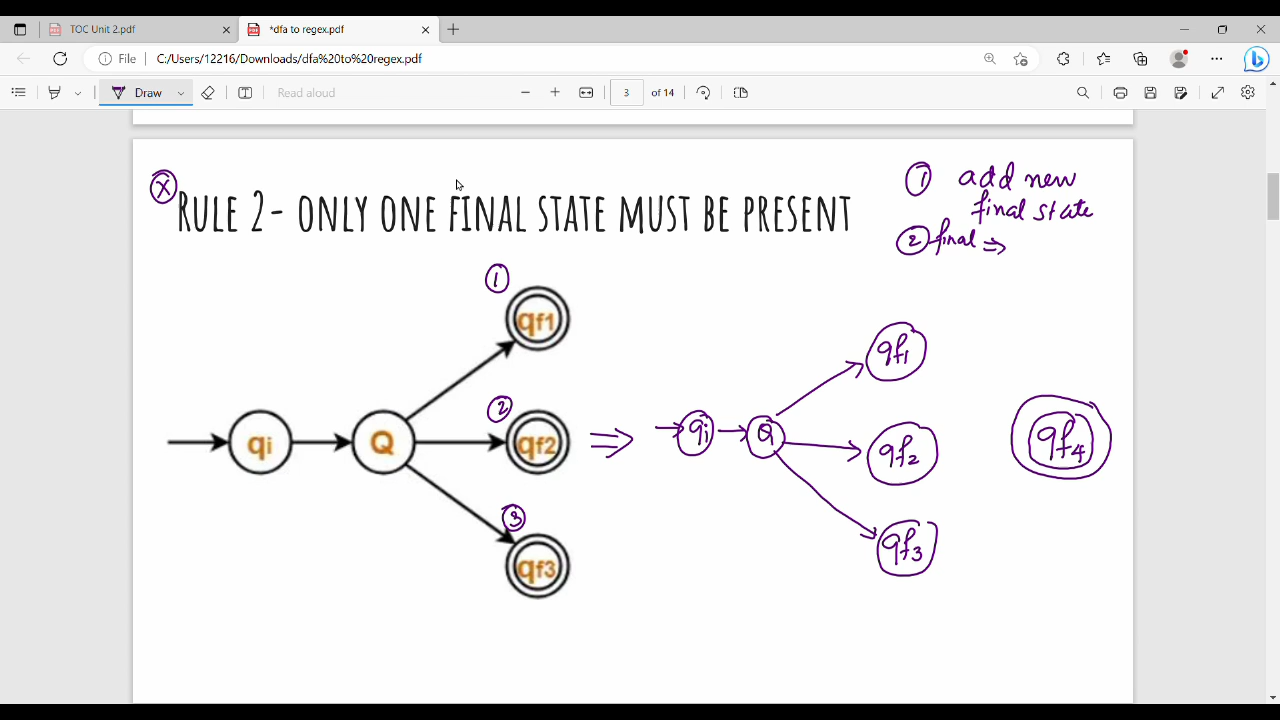 TOC Unit 2.pdf
*dfa to regex.pdf
File
C:/Users/12216/Downloads/dfa%20to%20regex.pdf
Draw
Read aloud
3 of 14
X
RULE 2- ONLY ONE FINAL STATE MUST BE PRESENT
1 add new
final state
2 final ⇒
1
qf1
qf1
2
qi
Q
qf2
⇒
qi
Q
qf2
qf4
3
qf3
qf3